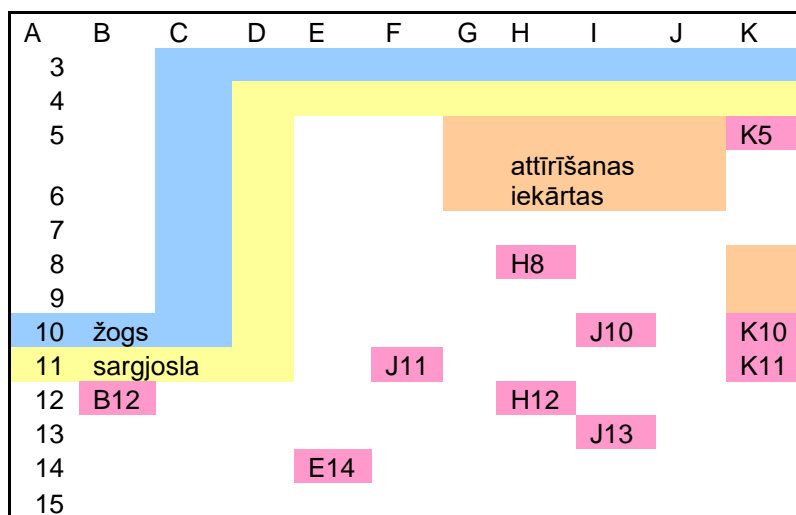 A B C D E F G H I J K
3
4
5 K5
attīrīšanas
6 iekārtas
7
8 H8
9
10 žogs J10 K10
11 sargjosla J11 K11
12 B12 H12
13 J13
14 E14
15